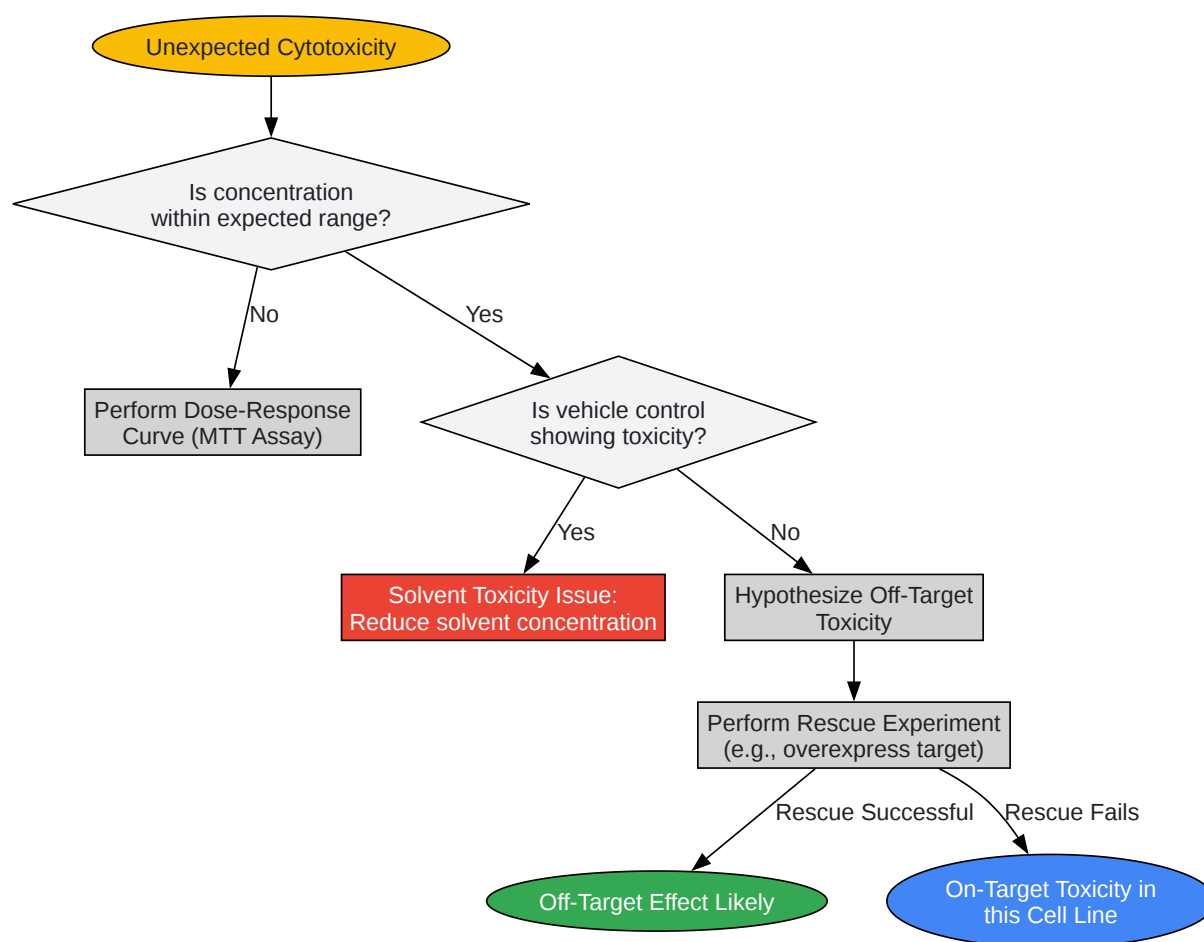 Unexpected Cytotoxicity
Is concentration
within expected range?
No
Yes
Perform Dose-Response
Curve (MTT Assay)
Is vehicle control
showing toxicity?
Yes
No
Solvent Toxicity Issue:
Reduce solvent concentration
Hypothesize Off-Target
Toxicity
Perform Rescue Experiment
(e.g., overexpress target)
Rescue Successful
Rescue Fails
Off-Target Effect Likely
On-Target Toxicity in
this Cell Line